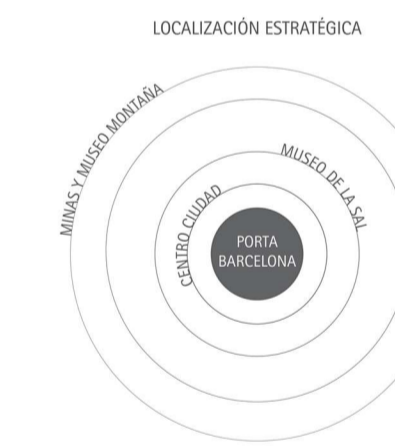 LOCALIZACIÓN ESTRATÉGICA
MINAS Y MUSEO MONTAÑA
MUSEO DE LA SAL
CENTRO CIUDAD
PORTA
BARCELONA